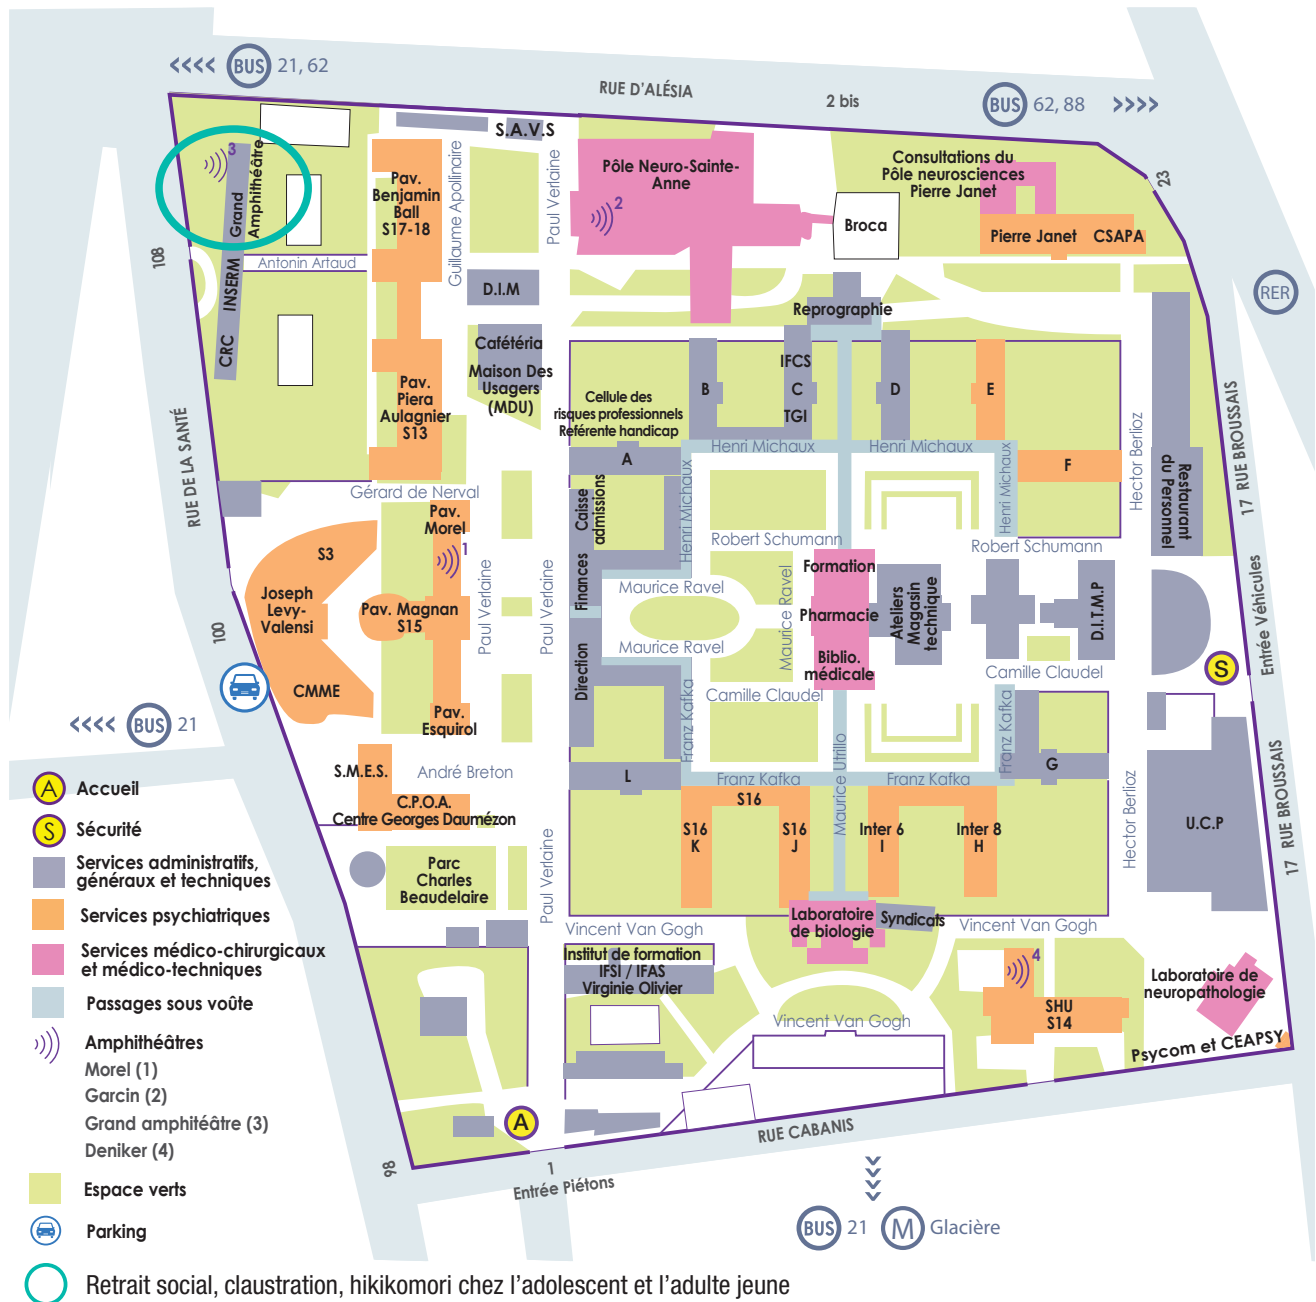 BUS 21, 62
RUE D'ALÉSIA
2 bis
BUS 62, 88
S.A.V.S
3
Grand
Amphithéâtre
Pav.
Benjamin
Ball
S17-18
Guillaume Apollinaire
Paul Verlaine
Pôle Neuro-Sainte-
Anne
2
Broca
Consultations du
Pôle neurosciences
Pierre Janet
Pierre Janet CSAPA
23
108
Antonin Artaud
INSERM
CRC
D.I.M
Reprographie
RER
Cafétéria
Maison Des
Usagers
(MDU)
Pav.
Piera
Aulagnier
S13
Cellule des
risques professionnels
Reférente handicap
A
B
IFCS
C
TGI
D
E
F
Henri Michaux
Henri Michaux
Henri Michaux
Henri Michaux
Hector Berlioz
Restaurant
du Personnel
17 RUE BROUSSAIS
RUE DE LA SANTÉ
Gérard de Nerval
Pav.
Morel
1
Caisse
admissions
Robert Schumann
Robert Schumann
S3
Joseph
Levy-
Valensi
Pav. Magnan
S15
Paul Verlaine
Paul Verlaine
Finances
Maurice Ravel
Maurice Ravel
Maurice Ravel
Formation
Pharmacie
Biblio.
médicale
Ateliers
Magasin
technique
D.I.T.M.P
Entrée Véhicules
100
CMME
Pav.
Esquirol
Direction
Camille Claudel
Camille Claudel
S
BUS 21
Franz Kafka
Franz Kafka
Franz Kafka
Franz Kafka
Maurice Utrillo
L
G
S.M.E.S.
André Breton
C.P.O.A.
Centre Georges Daumézon
S16
S16
K
S16
J
Inter 6
I
Inter 8
H
Hector Berlioz
U.C.P
17 RUE BROUSSAIS
Parc
Charles
Beaudelaire
Paul Verlaine
Vincent Van Gogh
Laboratoire
de biologie
Syndicats
Vincent Van Gogh
Institut de formation
IFSI / IFAS
Virginie Olivier
4
SHU
S14
Laboratoire de
neuropathologie
Vincent Van Gogh
Psycom et CEAPSY
A
98
1
Entrée Piétons
RUE CABANIS
BUS 21 M Glacière
A Accueil
S Sécurité
Services administratifs,
généraux et techniques
Services psychiatriques
Services médico-chirurgicaux
et médico-techniques
Passages sous voûte
Amphithéâtres
Morel (1)
Garcin (2)
Grand amphitéâtre (3)
Deniker (4)
Espace verts
Parking
Retrait social, claustration, hikikomori chez l'adolescent et l'adulte jeune